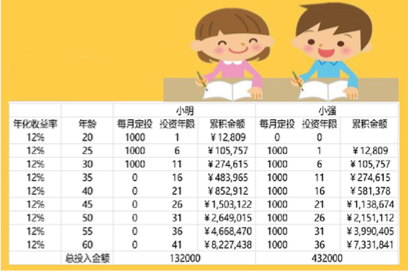 小明 小强
年化收益率 年龄 每月定投 投资年限 累积金额 每月定投 投资年限 累积金额
12% 20 1000 1 ¥12,809 0 0
12% 25 1000 6 ¥105,757 1000 1 ¥12,809
12% 30 1000 11 ¥274,615 1000 6 ¥105,757
12% 35 0 16 ¥483,965 1000 11 ¥274,615
12% 40 0 21 ¥852,912 1000 16 ¥581,378
12% 45 0 26 ¥1,503,122 1000 21 ¥1,138,674
12% 50 0 31 ¥2,649,015 1000 26 ¥2,151,112
12% 55 0 36 ¥4,668,470 1000 31 ¥3,990,405
12% 60 0 41 ¥8,227,438 1000 36 ¥7,331,841
总投入金额 132000 432000